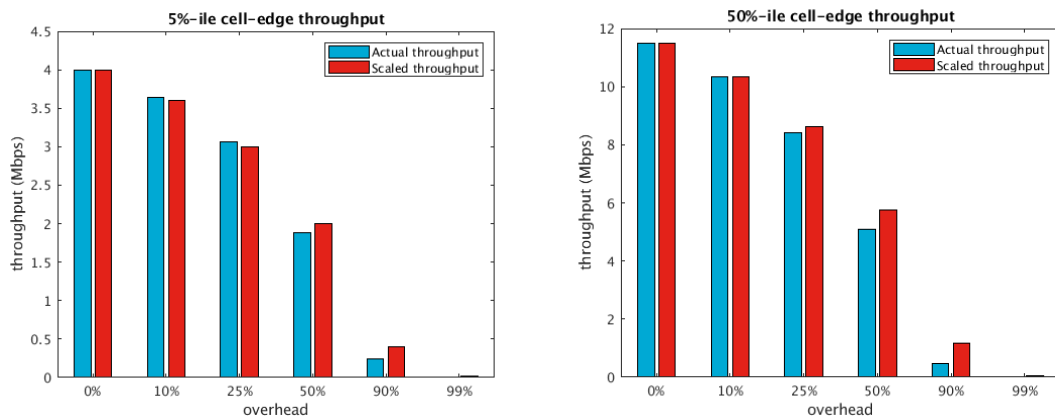 5%-ile cell-edge throughput
4.5
4
3.5
3
2.5
2
1.5
1
0.5
0
throughput (Mbps)
Actual throughput
Scaled throughput
0% 10% 25% 50% 90% 99%
overhead
50%-ile cell-edge throughput
12
10
8
6
4
2
0
throughput (Mbps)
Actual throughput
Scaled throughput
0% 10% 25% 50% 90% 99%
overhead